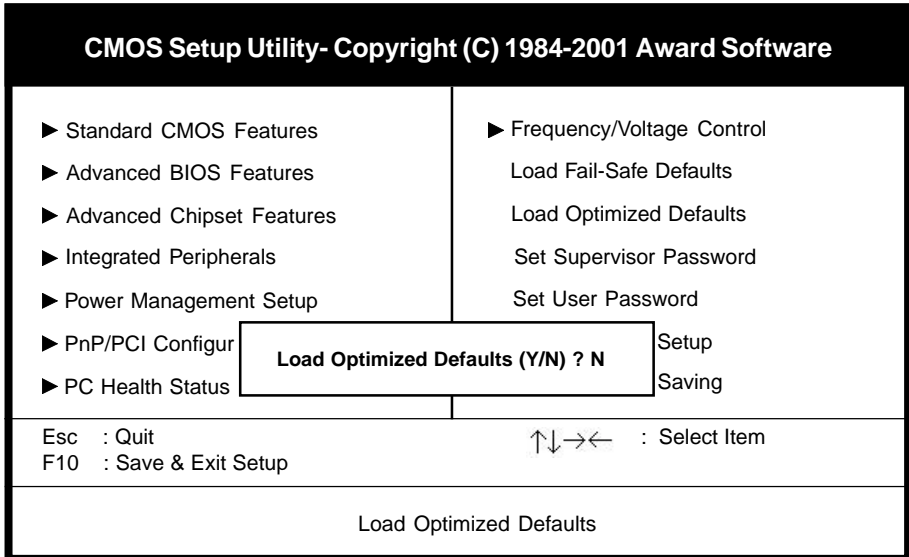 CMOS Setup Utility- Copyright (C) 1984-2001 Award Software
▶ Standard CMOS Features
▶ Advanced BIOS Features
▶ Advanced Chipset Features
▶ Integrated Peripherals
▶ Power Management Setup
▶ PnP/PCI Configur
▶ PC Health Status
▶ Frequency/Voltage Control
Load Fail-Safe Defaults
Load Optimized Defaults
Set Supervisor Password
Set User Password
Setup
Saving
Load Optimized Defaults (Y/N) ? N
Esc : Quit
F10 : Save & Exit Setup
↑↓→← : Select Item
Load Optimized Defaults